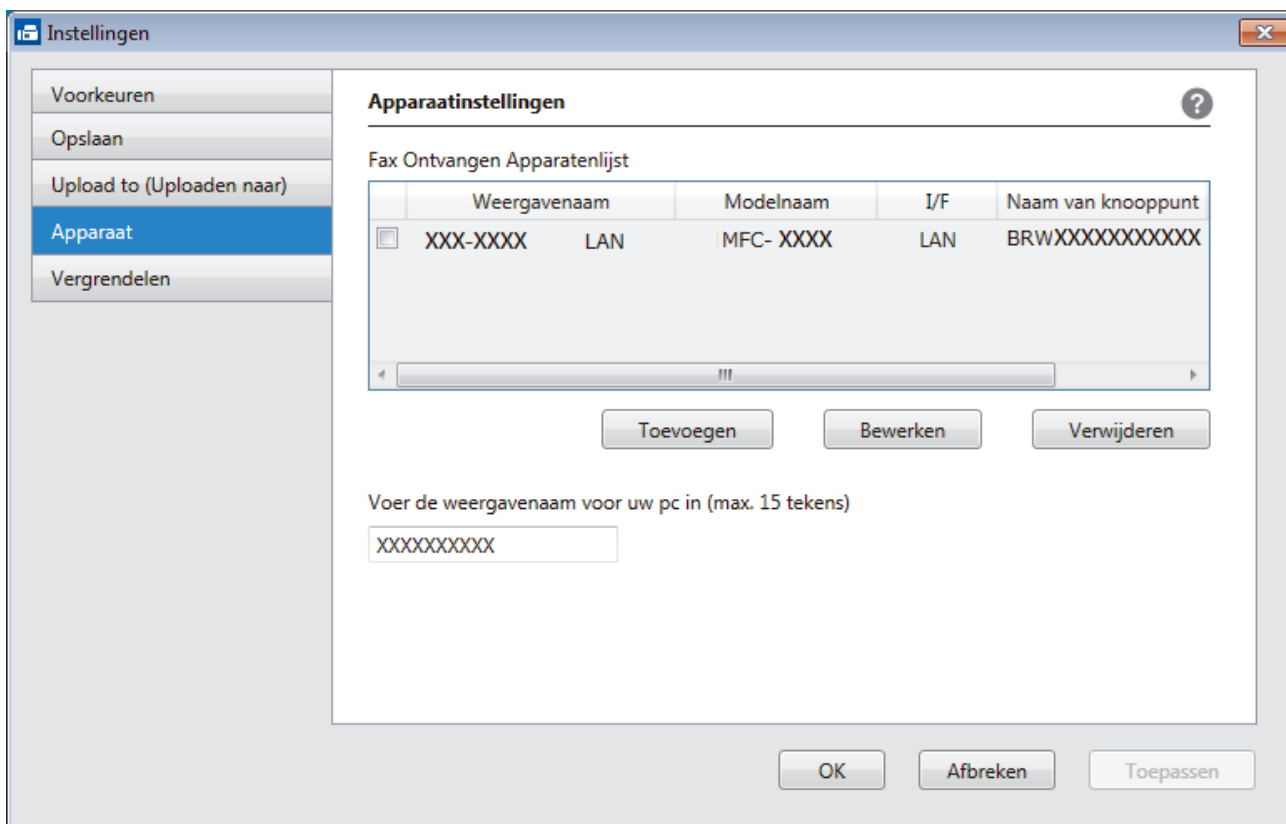 Instellingen
Voorkeuren
Opslaan
Upload to (Uploaden naar)
Apparaat
Vergrendelen
Apparaatinstellingen
?
Fax Ontvangen Apparatenlijst
Weergavenaam Modelnaam I/F Naam van knooppunt
XXX-XXXX LAN MFC- XXXX LAN BRWXXXXXXXXXXX
Toevoegen Bewerken Verwijderen
Voer de weergavenaam voor uw pc in (max. 15 tekens)
XXXXXXXXXX
OK Afbreken Toepassen